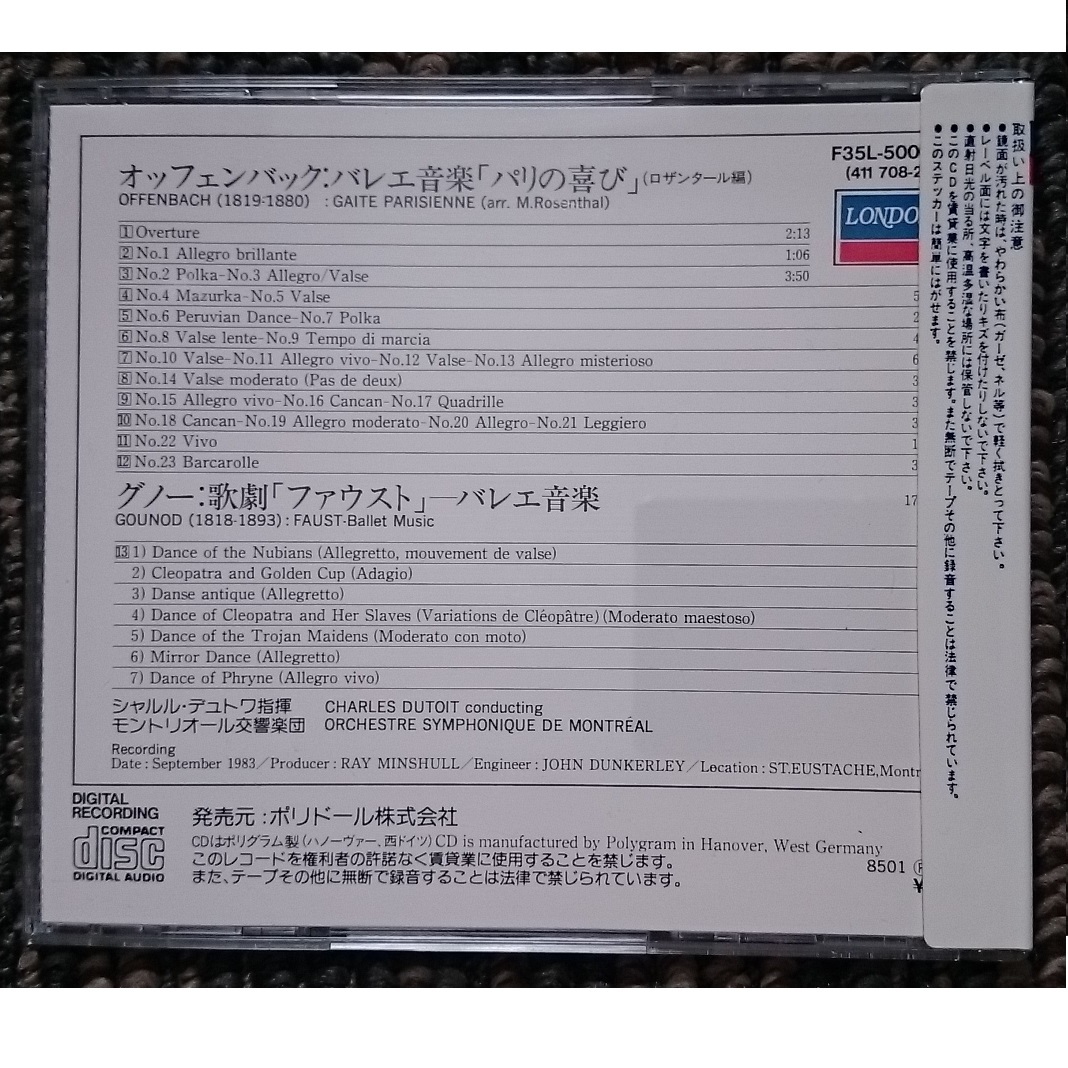 オッフェンバック:バレエ音楽「パリの喜び」(ロザンタール編)
OFFENBACH (1819-1880) : GAITE PARISIENNE (arr. M.Rosenthal)
F35L-500
(411 708-2
LONDO
1 Overture 2:13
2 No.1 Allegro brillante 1:06
3 No.2 Polka-No.3 Allegro/Valse 3:50
4 No.4 Mazurka-No.5 Valse 5
5 No.6 Peruvian Dance-No.7 Polka 2
6 No.8 Valse lente-No.9 Tempo di marcia 4
7 No.10 Valse-No.11 Allegro vivo-No.12 Valse-No.13 Allegro misterioso 6
8 No.14 Valse moderato (Pas de deux) 3
9 No.15 Allegro vivo-No.16 Cancan-No.17 Quadrille 3
10 No.18 Cancan-No.19 Allegro moderato-No.20 Allegro-No.21 Leggiero 3
11 No.22 Vivo 1
12 No.23 Barcarolle 3
グノー:歌劇「ファウスト」—バレエ音楽 17
GOUNOD (1818-1893) : FAUST-Ballet Music
13 1) Dance of the Nubians (Allegretto, mouvement de valse)
2) Cleopatra and Golden Cup (Adagio)
3) Danse antique (Allegretto)
4) Dance of Cleopatra and Her Slaves (Variations de Cléopâtre) (Moderato maestoso)
5) Dance of the Trojan Maidens (Moderato con moto)
6) Mirror Dance (Allegretto)
7) Dance of Phryne (Allegro vivo)
シャルル・デュトワ指揮 CHARLES DUTOIT conducting
モントリオール交響楽団 ORCHESTRE SYMPHONIQUE DE MONTRÉAL
Recording
Date : September 1983/Producer : RAY MINSHULL/Engineer : JOHN DUNKERLEY/Location : ST.EUSTACHE,Montr
DIGITAL
RECORDING
COMPACT
disc
DIGITAL AUDIO
発売元:ポリドール株式会社
CDはポリグラム製(ハノーヴァー、西ドイツ)CD is manufactured by Polygram in Hanover, West Germany
このレコードを権利者の許諾なく賃貸業に使用することを禁じます。
また、テープその他に無断で録音することは法律で禁じられています。
8501 Ⓡ
¥
取扱い上の御注意
●鏡面が汚れた時は、やわらかい布(ガーゼ、ネル等)で軽く拭きとって下さい。
●レーベル面には文字を書いたりキズを付けたりしないで下さい。
●直射日光の当る所、高温多湿な場所には保管しないで下さい。
●このCDを賃貸業に使用することを禁じます。また無断でテープその他に録音することは法律で禁じられています。
●このステッカーは簡単にはがせます。